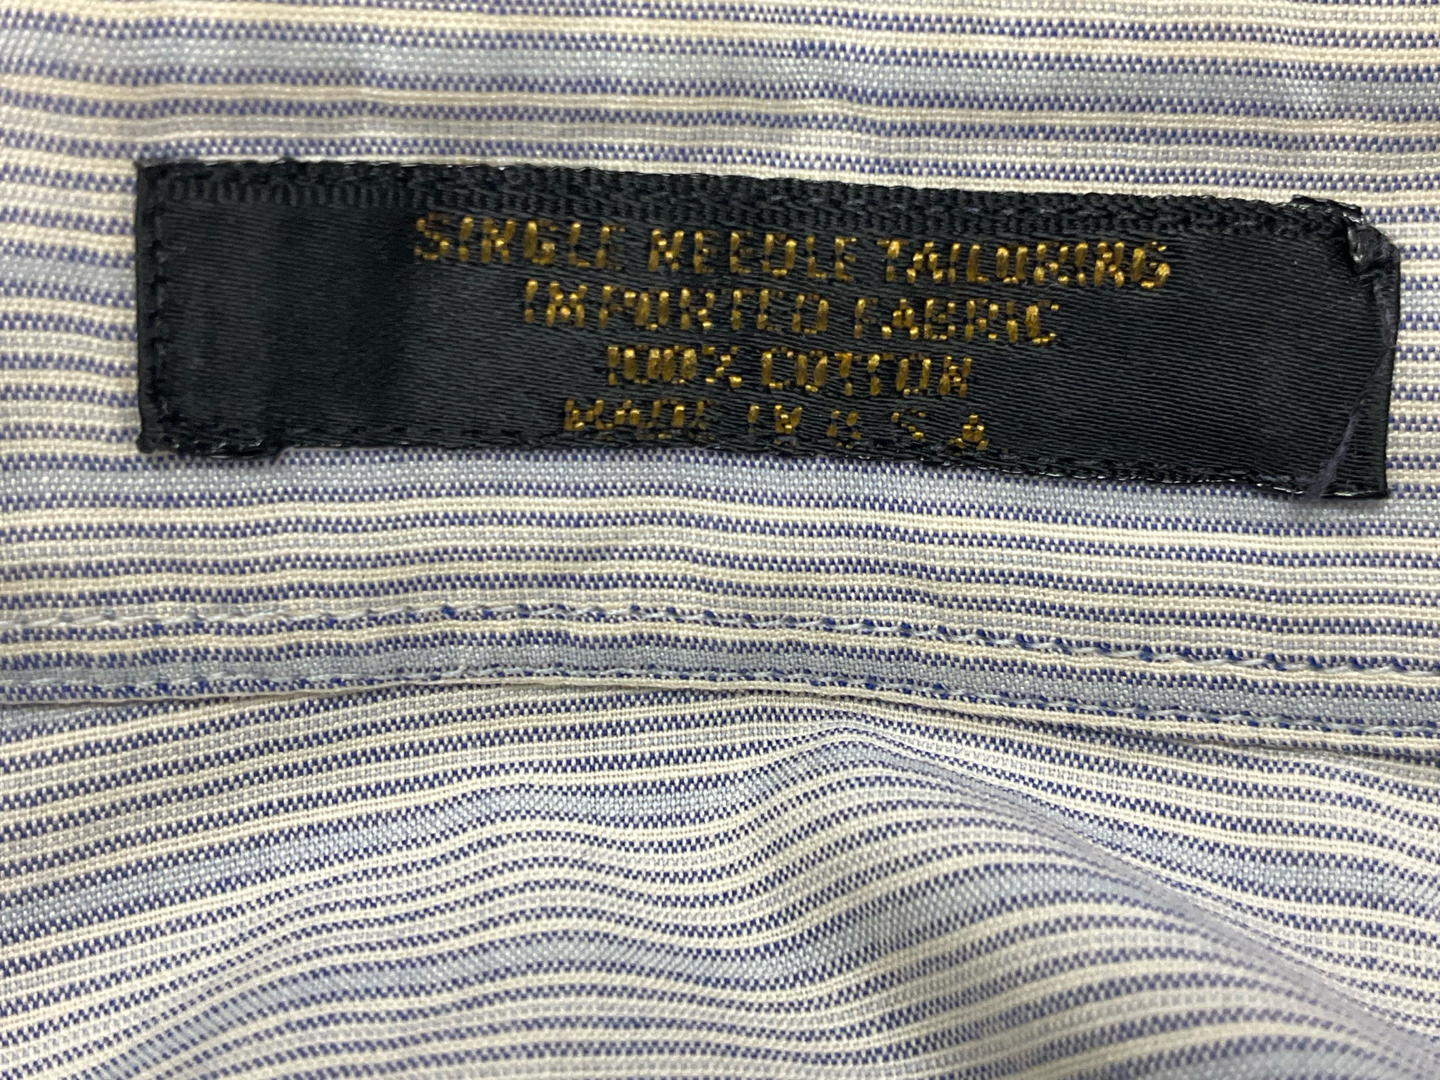 SINGLE NEEDLE TAILORING
IMPORTED FABRIC
100% COTTON
MADE IN U.S.A.